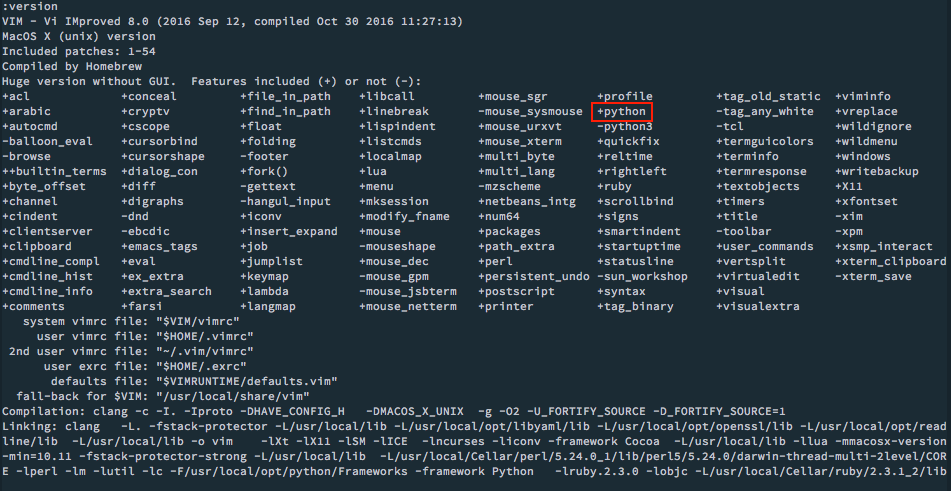 :version
VIM - Vi IMproved 8.0 (2016 Sep 12, compiled Oct 30 2016 11:27:13)
MacOS X (unix) version
Included patches: 1-54
Compiled by Homebrew
Huge version without GUI.  Features included (+) or not (-):
+acl +conceal +file_in_path +libcall +mouse_sgr +profile +tag_old_static +viminfo
+arabic +cryptv +find_in_path +linebreak -mouse_sysmouse +python -tag_any_white +vreplace
+autocmd +cscope +float +lispindent +mouse_urxvt -python3 -tcl +wildignore
-balloon_eval +cursorbind +folding +listcmds +mouse_xterm +quickfix +termguicolors +wildmenu
-browse +cursorshape -footer +localmap +multi_byte +reltime +terminfo +windows
++builtin_terms +dialog_con +fork() +lua +multi_lang +rightleft +termresponse +writebackup
+byte_offset +diff -gettext +menu -mzscheme +ruby +textobjects +X11
+channel +digraphs -hangul_input +mksession +netbeans_intg +scrollbind +timers +xfontset
+cindent -dnd +iconv +modify_fname +num64 +signs +title -xim
+clientserver -ebcdic +insert_expand +mouse +packages +smartindent -toolbar -xpm
+clipboard +emacs_tags +job -mouseshape +path_extra +startuptime +user_commands +xsmp_interact
+cmdline_compl +eval +jumplist +mouse_dec +perl +statusline +vertsplit +xterm_clipboard
+cmdline_hist +ex_extra +keymap -mouse_gpm +persistent_undo -sun_workshop +virtualedit -xterm_save
+cmdline_info +extra_search +lambda -mouse_jsbterm +postscript +syntax +visual
+comments +farsi +langmap +mouse_netterm +printer +tag_binary +visualextra
system vimrc file: "$VIM/vimrc"
user vimrc file: "$HOME/.vimrc"
2nd user vimrc file: "~/.vim/vimrc"
user exrc file: "$HOME/.exrc"
defaults file: "$VIMRUNTIME/defaults.vim"
fall-back for $VIM: "/usr/local/share/vim"
Compilation: clang -c -I. -Iproto -DHAVE_CONFIG_H   -DMACOS_X_UNIX  -g -O2 -U_FORTIFY_SOURCE -D_FORTIFY_SOURCE=1
Linking: clang   -L. -fstack-protector -L/usr/local/lib -L/usr/local/opt/libyaml/lib -L/usr/local/opt/openssl/lib -L/usr/local/opt/read
line/lib  -L/usr/local/lib -o vim    -lXt -lX11 -lSM -lICE  -lncurses -liconv -framework Cocoa  -L/usr/local/lib -llua -mmacosx-version
-min=10.11 -fstack-protector-strong -L/usr/local/lib  -L/usr/local/Cellar/perl/5.24.0_1/lib/perl5/5.24.0/darwin-thread-multi-2level/COR
E -lperl -lm -lutil -lc -F/usr/local/opt/python/Frameworks -framework Python   -lruby.2.3.0 -lobjc -L/usr/local/Cellar/ruby/2.3.1_2/lib